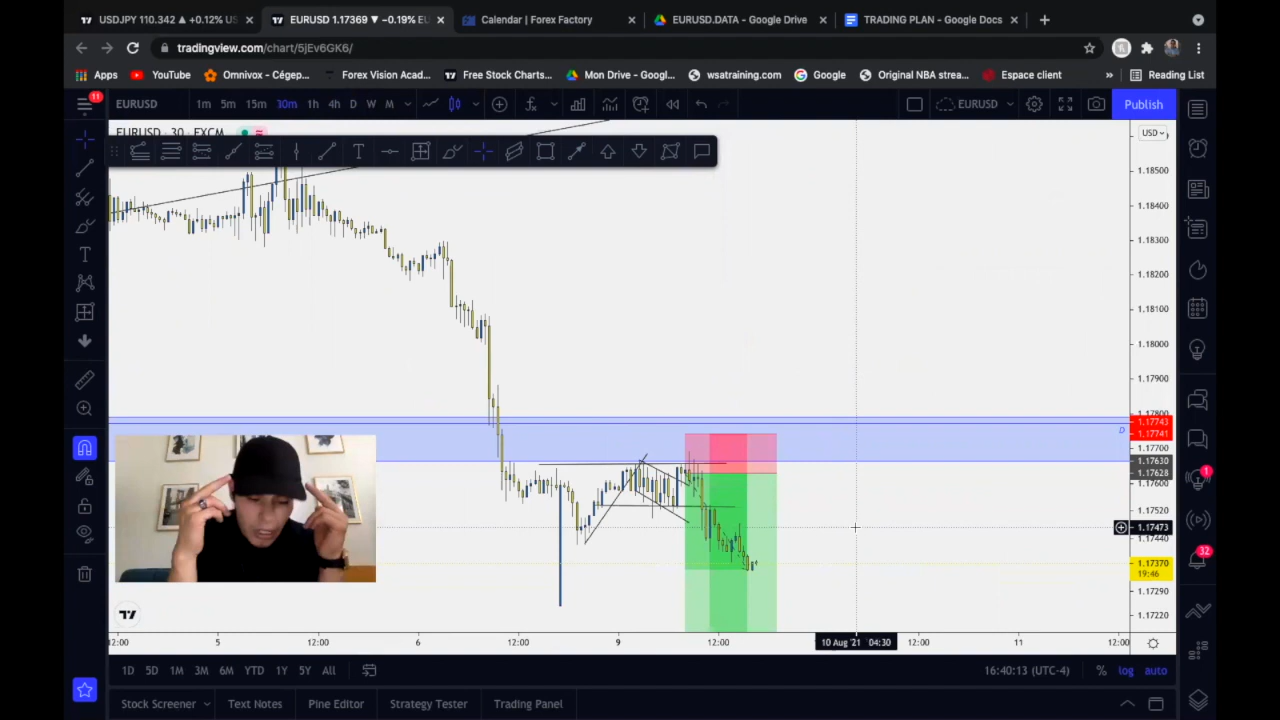 USDJPY 110.342 ▲ +0.12% US
EURUSD 1.17369 ▼ −0.19% EU
Calendar | Forex Factory
EURUSD.DATA - Google Drive
TRADING PLAN - Google Docs
tradingview.com/chart/5jEv6GK6/
Apps
YouTube
Omnivox - Cégep...
Forex Vision Acad...
Free Stock Charts...
Mon Drive - Googl...
wsatraining.com
Google
Original NBA strea...
Espace client
»
Reading List
11
EURUSD
1m 5m 15m 30m 1h 4h D W M
EURUSD
Publish
EURUSD · 30 · FXCM
USD
1.18500
1.18400
1.18300
1.18200
1.18100
1.18000
1.17900
1.17800
1.17743
D
1.17741
1.17700
1.17630
1.17628
1.17600
1.17520
1.17473
1.17440
1.17370
19:46
1.17290
1.17220
1
32
12:00 5 12:00 6 12:00 9 12:00 10 Aug '21 04:30 12:00 11 12:00
1D 5D 1M 3M 6M YTD 1Y 5Y All
16:40:13 (UTC-4)
% log auto
Stock Screener
Text Notes
Pine Editor
Strategy Tester
Trading Panel